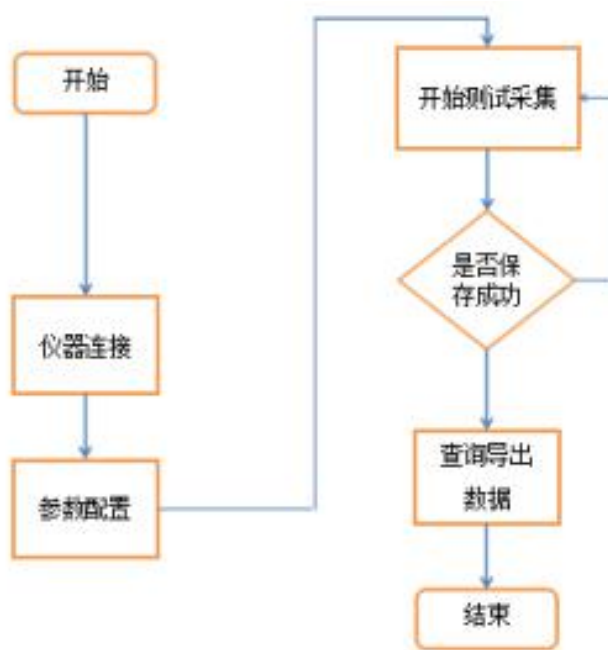 开始
仪器连接
参数配置
开始测试采集
是否保
存成功
查询导出
数据
结束